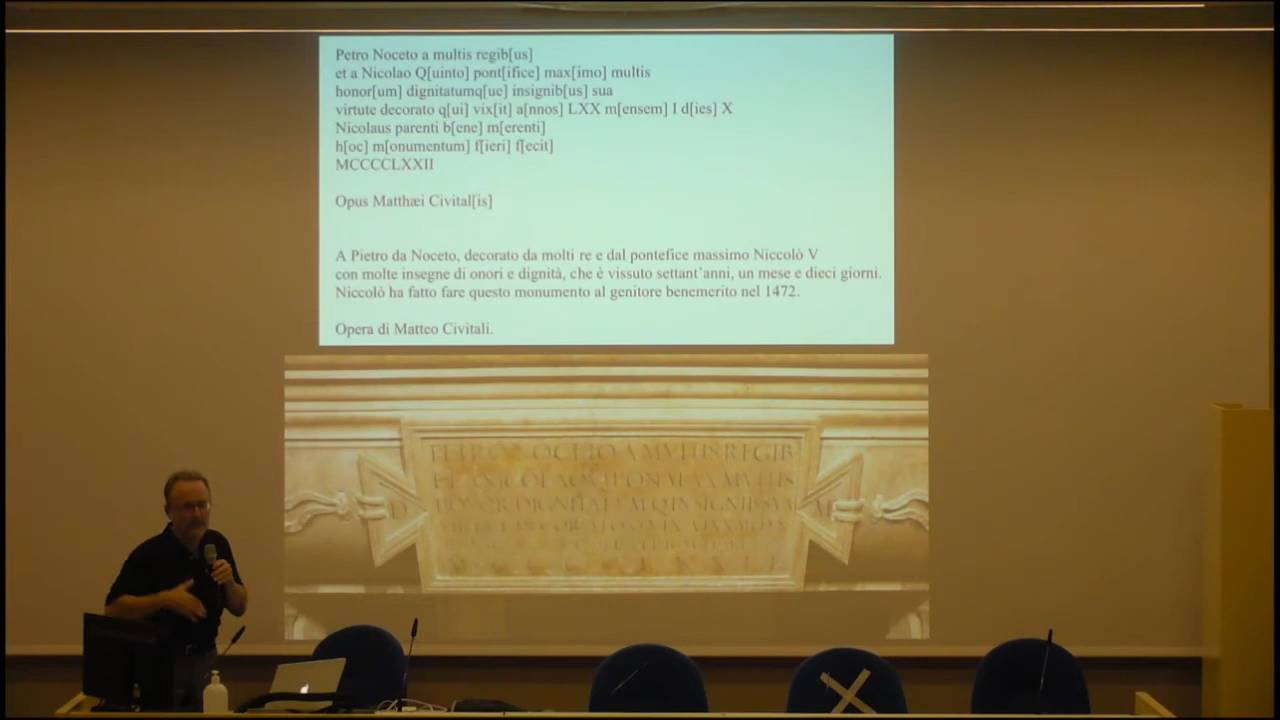 Petro Noceto a multis regib[us]
et a Nicolao Q[uinto] pont[ifice] max[imo] multis
honor[um] dignitatumq[ue] insignib[us] sua
virtute decorato q[ui] vix[it] a[nnos] LXX m[ensem] I d[ies] X
Nicolaus parenti b[ene] m[erenti]
h[oc] m[onumentum] f[ieri] f[ecit]
MCCCCLXXII
Opus Matthæi Civital[is]
A Pietro da Noceto, decorato da molti re e dal pontefice massimo Niccolò V
con molte insegne di onori e dignità, che è vissuto settant'anni, un mese e dieci giorni.
Niccolò ha fatto fare questo monumento al genitore benemerito nel 1472.
Opera di Matteo Civitali.
PETRO NOCETO A MVLTIS REGIB